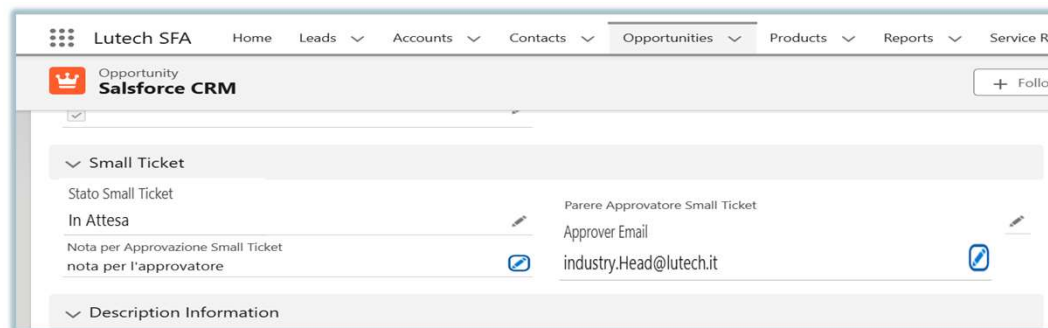 Lutech SFA Home Leads Accounts Contacts Opportunities Products Reports Service R
Opportunity
Salsforce CRM
+ Follo
Small Ticket
Stato Small Ticket
In Attesa
Parere Approvatore Small Ticket
Approver Email
Nota per Approvazione Small Ticket
nota per l'approvatore
industry.Head@lutech.it
Description Information